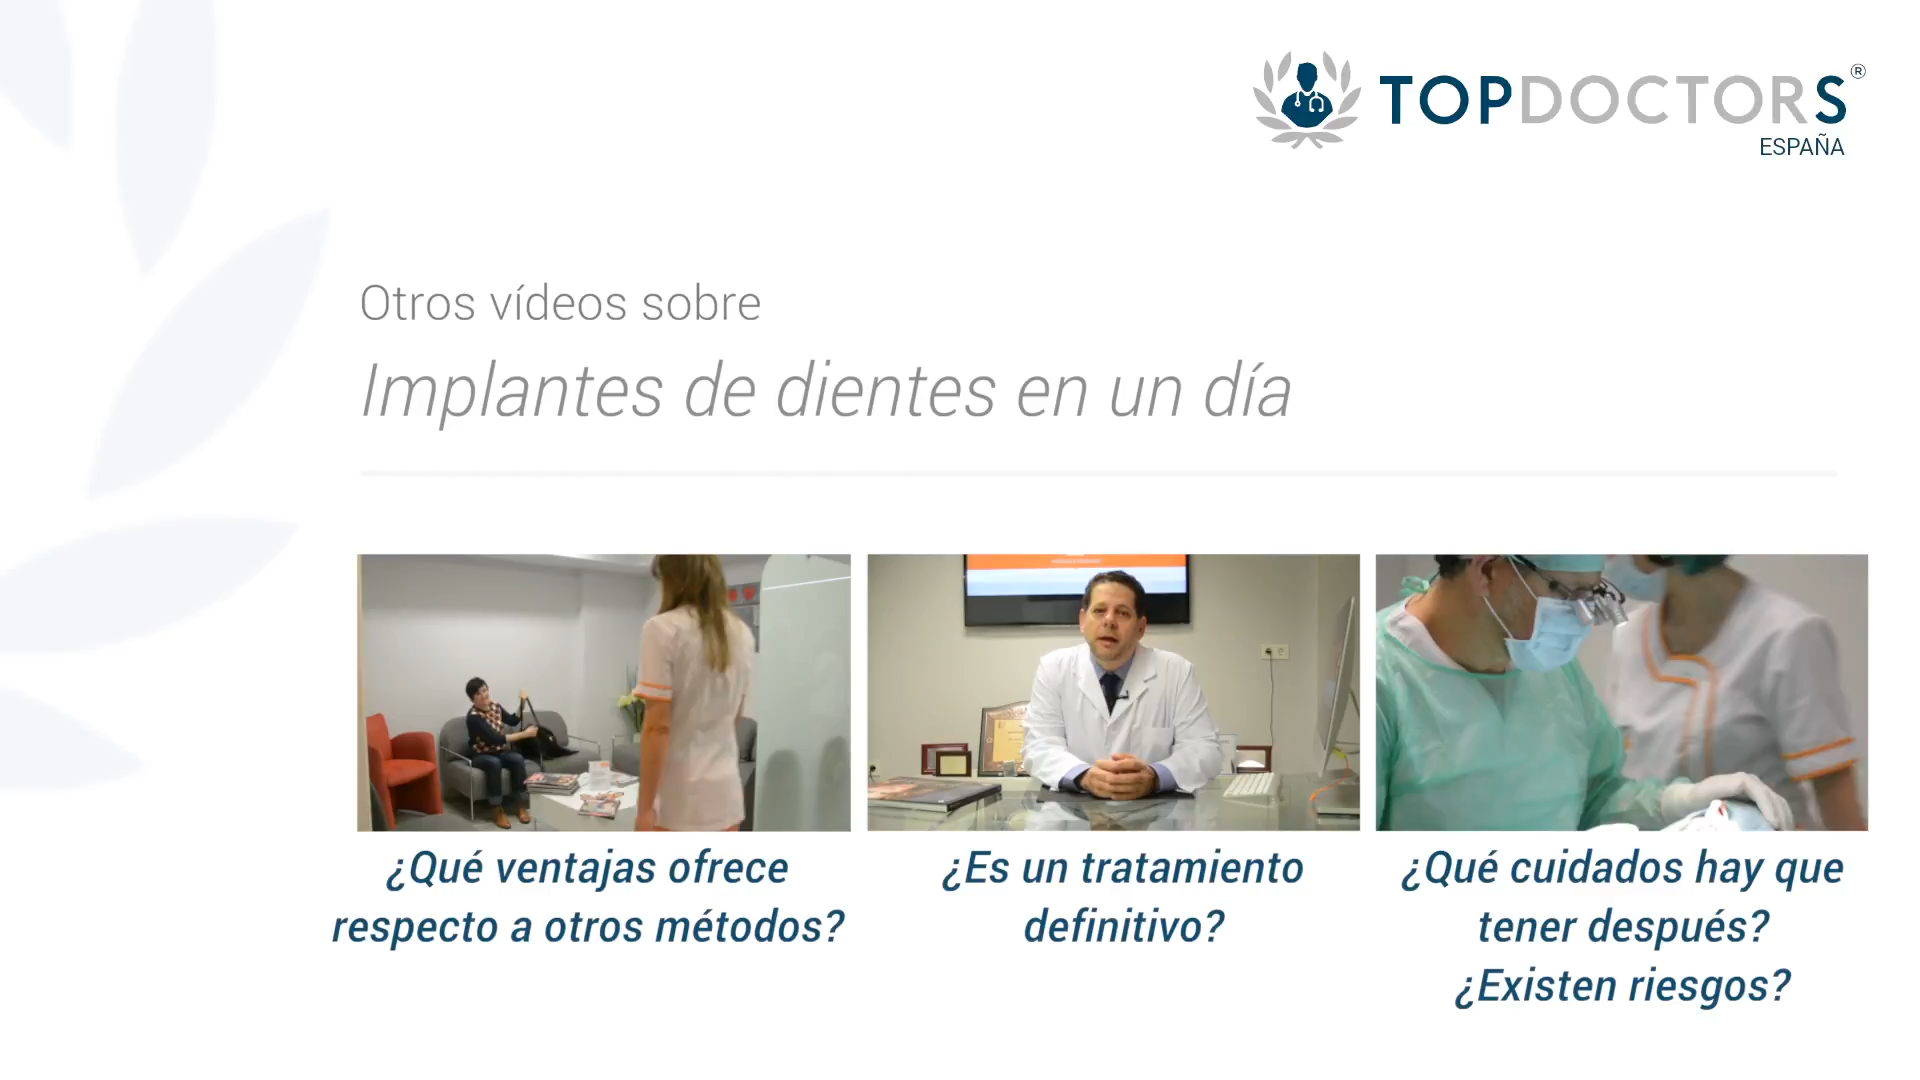 TOPDOCTORS®
ESPAÑA
Otros vídeos sobre
Implantes de dientes en un día
¿Qué ventajas ofrece
respecto a otros métodos?
¿Es un tratamiento
definitivo?
¿Qué cuidados hay que
tener después?
¿Existen riesgos?